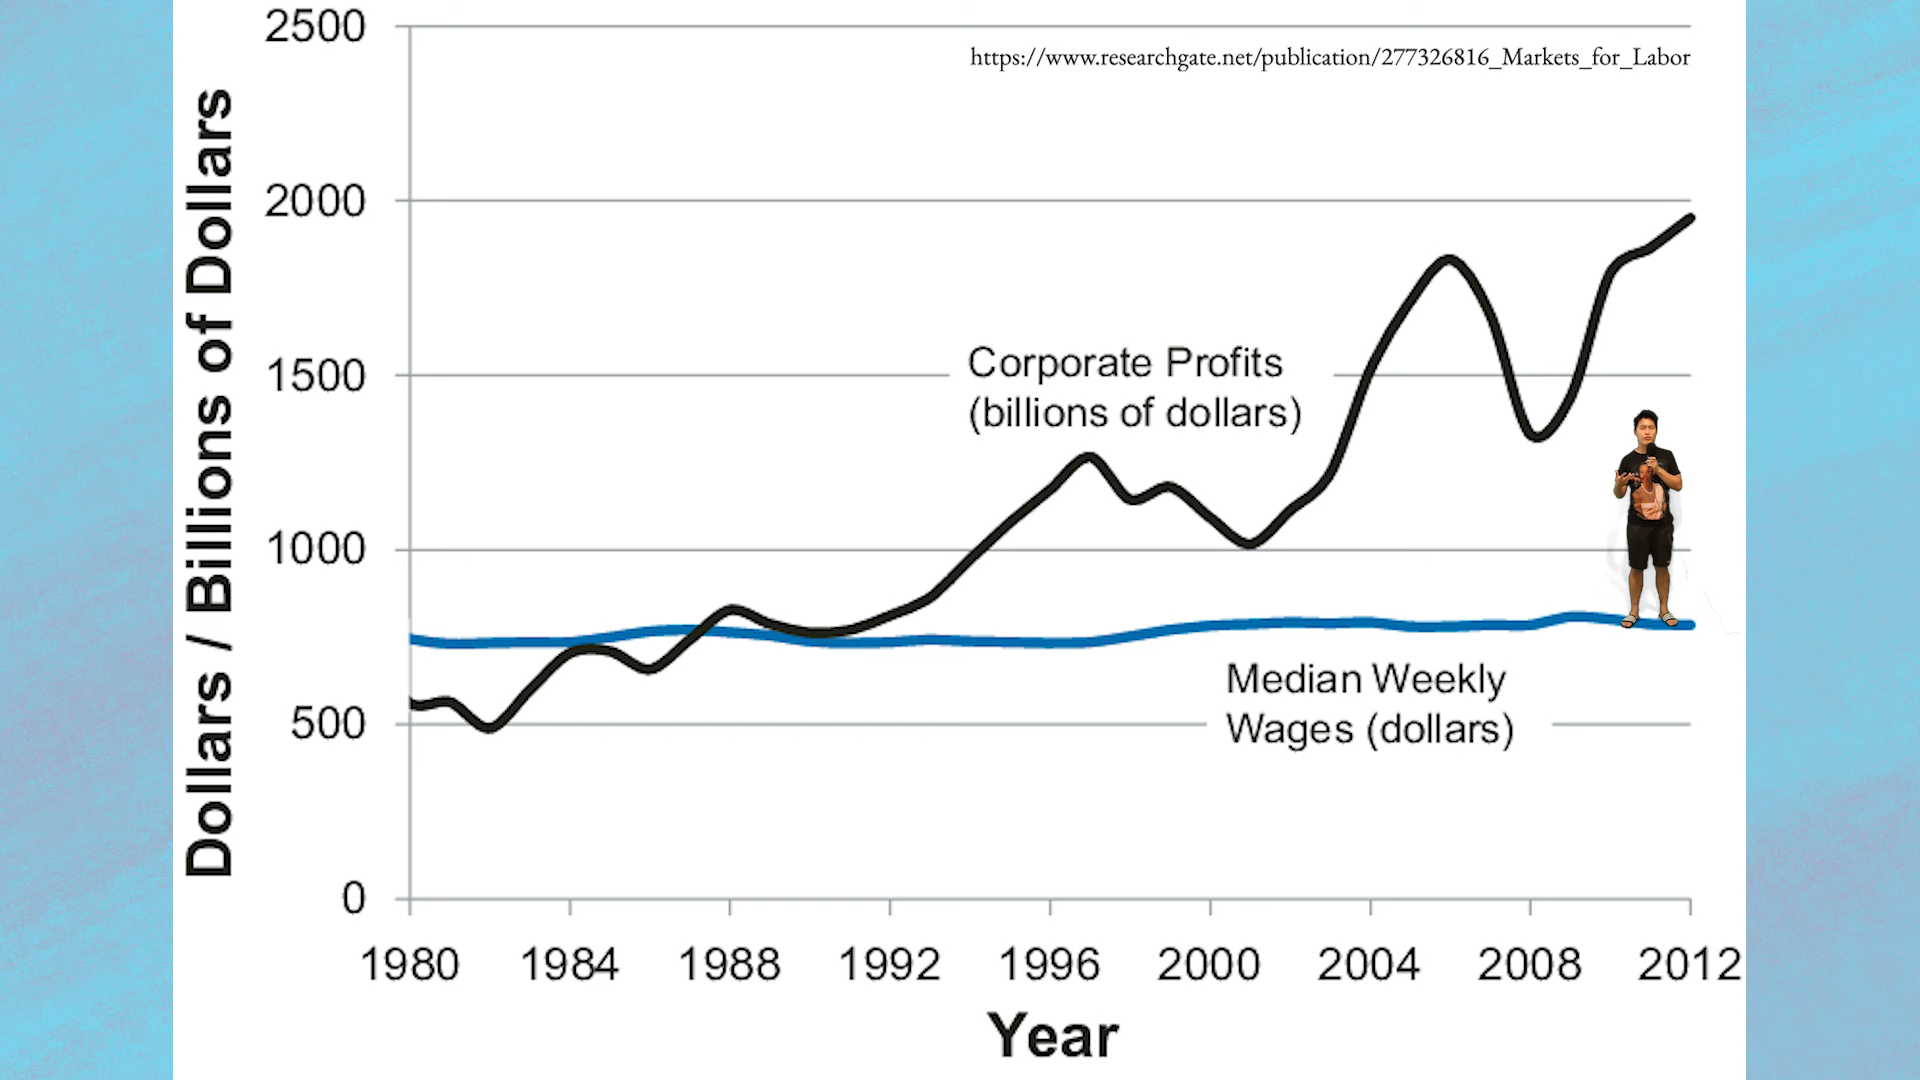 2500
https://www.researchgate.net/publication/277326816_Markets_for_Labor
Dollars / Billions of Dollars
2000
1500
Corporate Profits
(billions of dollars)
1000
Median Weekly
Wages (dollars)
500
0
1980 1984 1988 1992 1996 2000 2004 2008 2012
Year